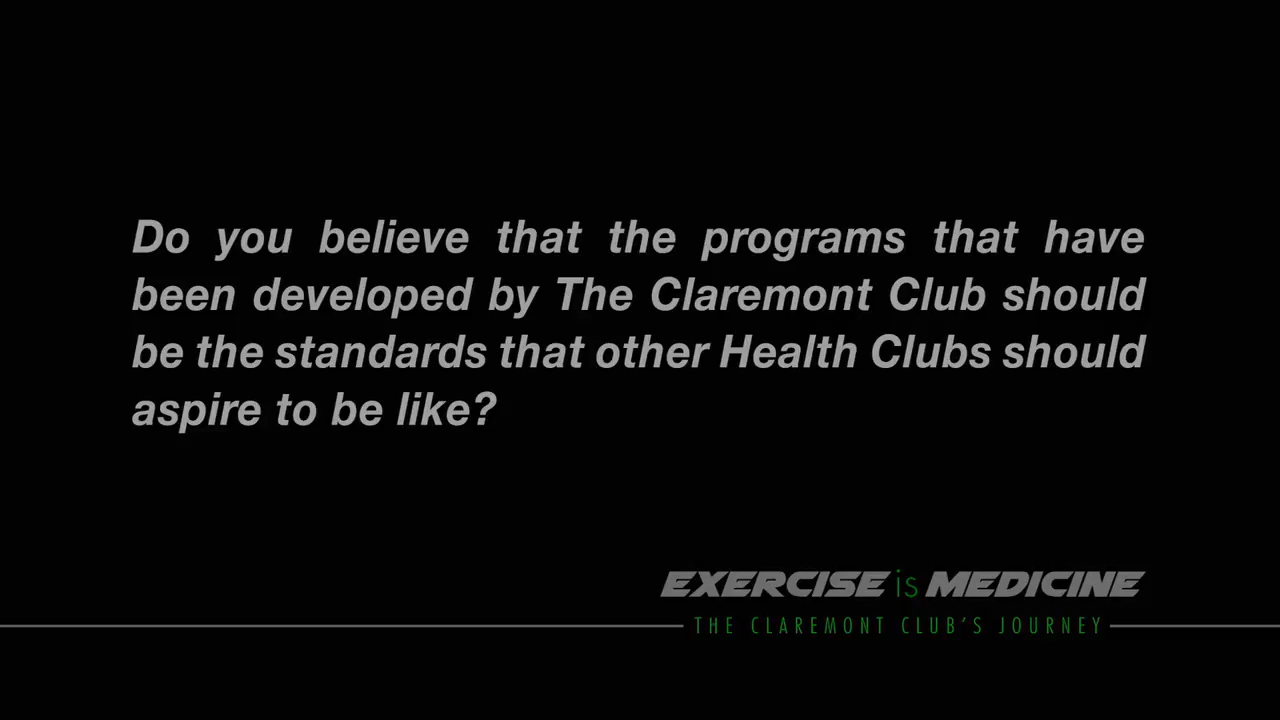 Do you believe that the programs that have
been developed by The Claremont Club should
be the standards that other Health Clubs should
aspire to be like?
EXERCISE is MEDICINE
THE CLAREMONT CLUB'S JOURNEY